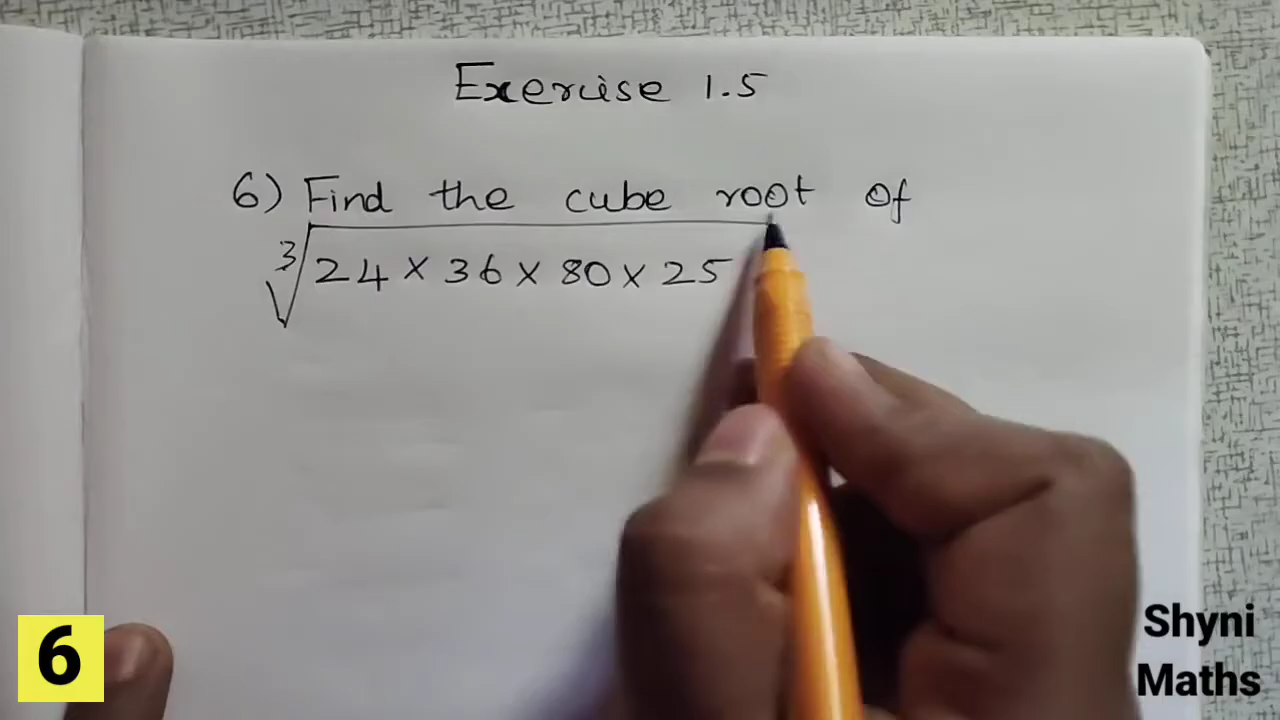 Exercise 1.5
6) Find the cube root of
∛24 × 36 × 80 × 25
6
Shyni
Maths